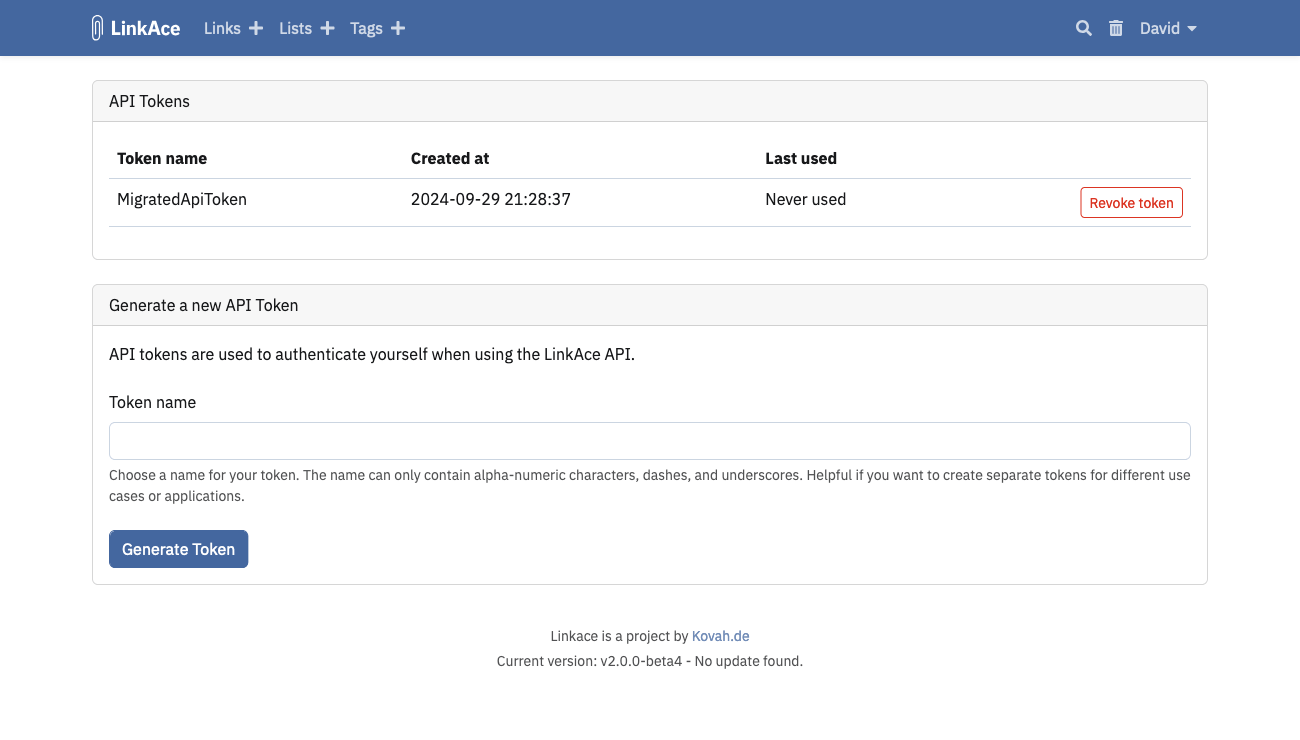 LinkAce Links Lists Tags David
API Tokens
Token name Created at Last used
MigratedApiToken 2024-09-29 21:28:37 Never used Revoke token
Generate a new API Token
API tokens are used to authenticate yourself when using the LinkAce API.
Token name
Choose a name for your token. The name can only contain alpha-numeric characters, dashes, and underscores. Helpful if you want to create separate tokens for different use
cases or applications.
Generate Token
Linkace is a project by Kovah.de
Current version: v2.0.0-beta4 - No update found.